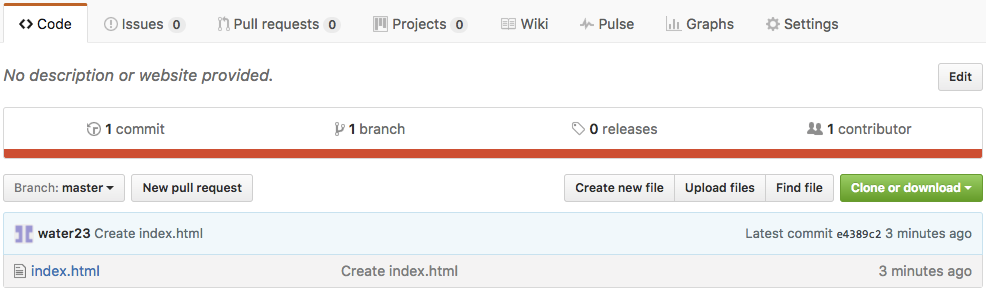 Code Issues 0 Pull requests 0 Projects 0 Wiki Pulse Graphs Settings
No description or website provided. Edit
1 commit 1 branch 0 releases 1 contributor
Branch: master New pull request Create new file Upload files Find file Clone or download
water23 Create index.html Latest commit e4389c2 3 minutes ago
index.html Create index.html 3 minutes ago